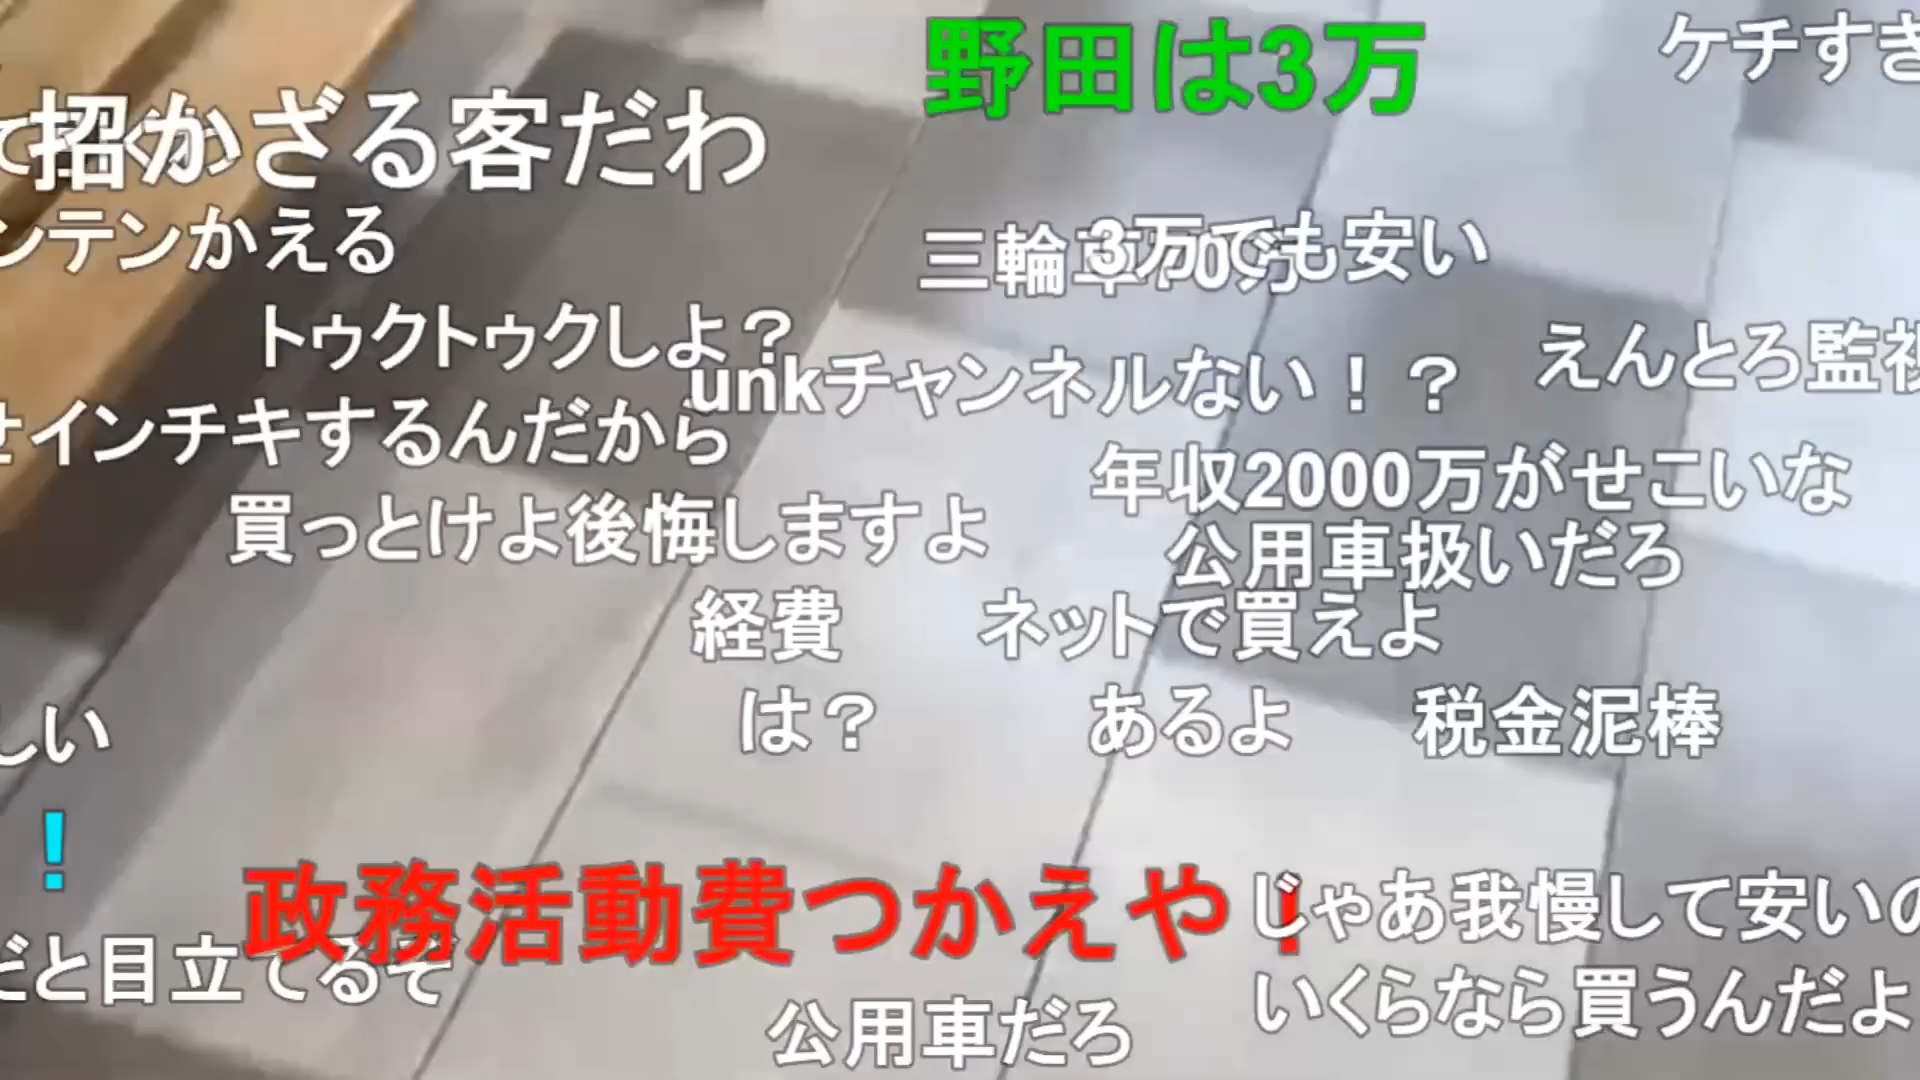 野田は3万
ケチすぎ
招かざる客だわ
ンテンかえる
三輪車
3万でも安い
トゥクトゥクしよ？
unkチャンネルない！？
えんとろ監視
せインチキするんだから
年収2000万がせこいな
買っとけよ後悔しますよ
公用車扱いだろ
経費
ネットで買えよ
は？
あるよ
税金泥棒
しい
！
政務活動費つかえや！
じゃあ我慢して安いの
だと目立てるぞ
いくらなら買うんだよ
公用車だろ